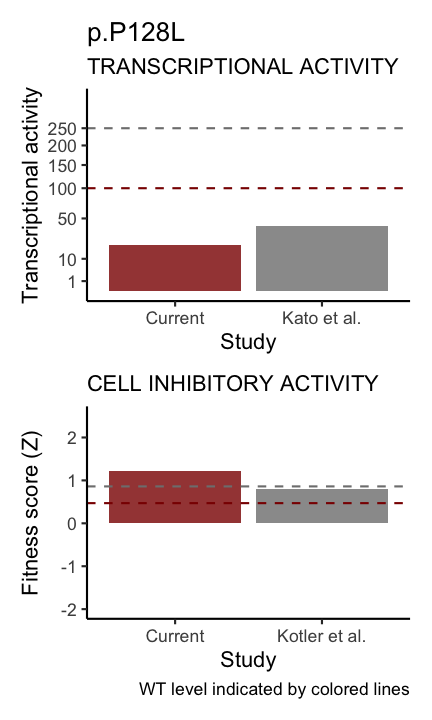 p.P128L
TRANSCRIPTIONAL ACTIVITY
Transcriptional activity
250
200
150
100
50
10
1
Current
Kato et al.
Study
CELL INHIBITORY ACTIVITY
Fitness score (Z)
2
1
0
-1
-2
Current
Kotler et al.
Study
WT level indicated by colored lines